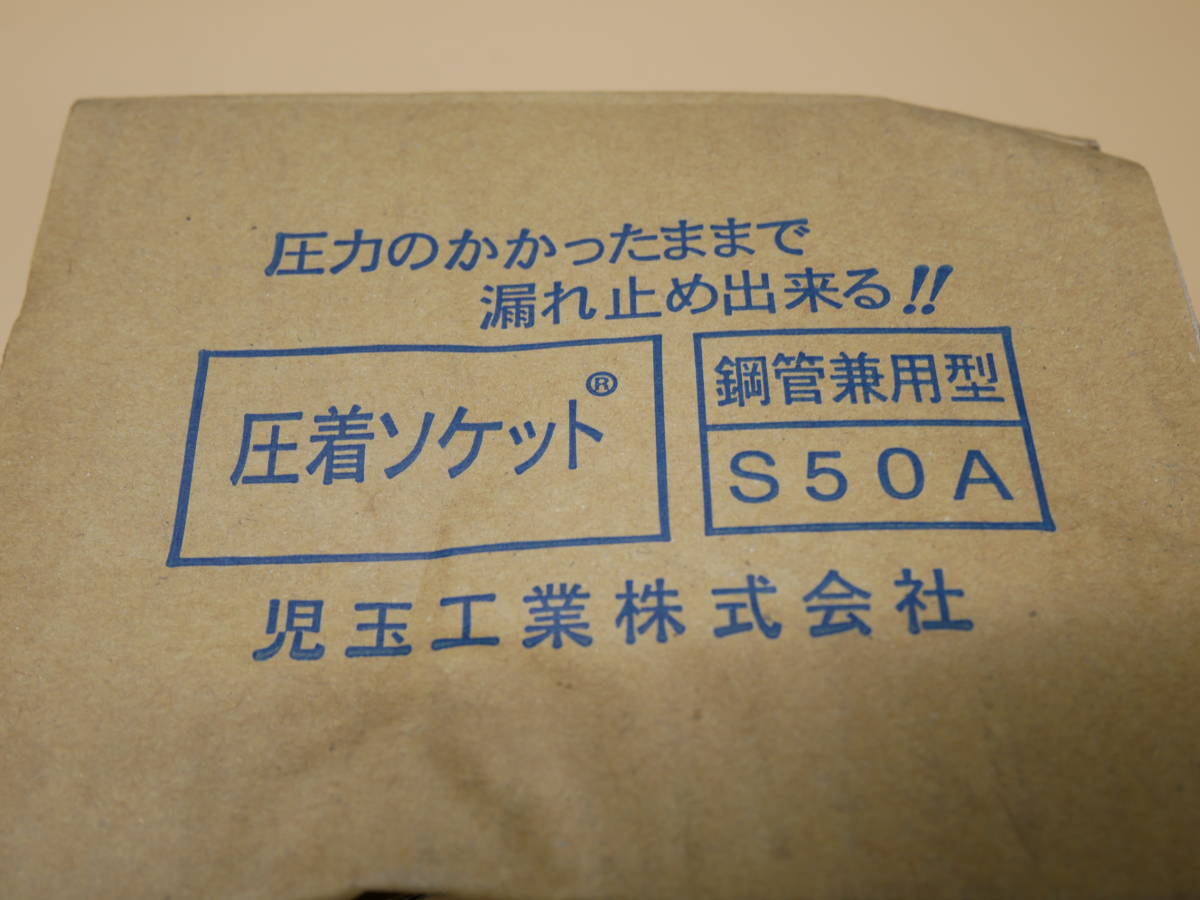 圧力のかかったままで
漏れ止め出来る!!
圧着ソケット®
鋼管兼用型
S50A
児玉工業株式会社